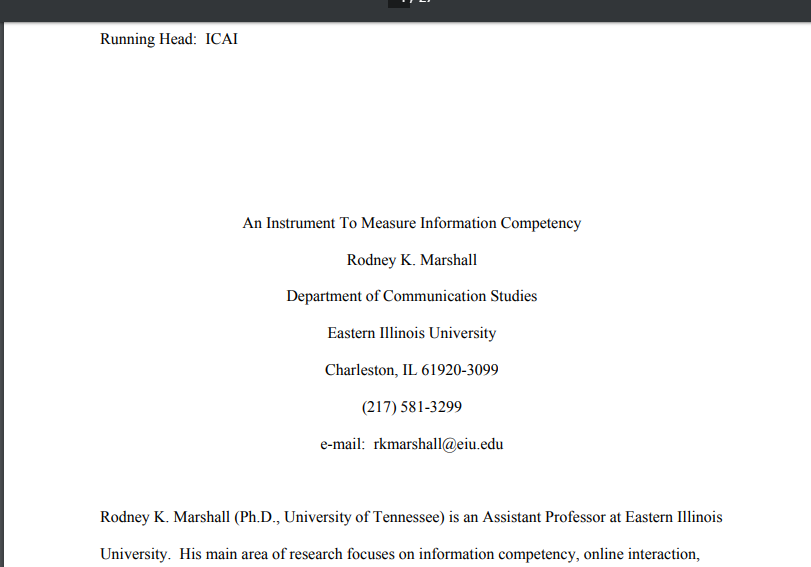 Running Head: ICAI
An Instrument To Measure Information Competency
Rodney K. Marshall
Department of Communication Studies
Eastern Illinois University
Charleston, IL 61920-3099
(217) 581-3299
e-mail: rkmarshall@eiu.edu
Rodney K. Marshall (Ph.D., University of Tennessee) is an Assistant Professor at Eastern Illinois
University. His main area of research focuses on information competency, online interaction,